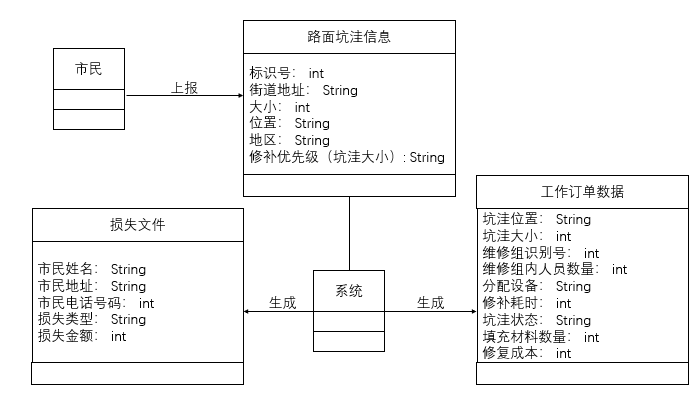 市民
上报
路面坑洼信息
标识号： int
街道地址： String
大小： int
位置： String
地区： String
修补优先级（坑洼大小）: String
损失文件
市民姓名： String
市民地址： String
市民电话号码： int
损失类型： String
损失金额： int
生成
系统
生成
工作订单数据
坑洼位置： String
坑洼大小： int
维修组识别号： int
维修组内人员数量： int
分配设备： String
修补耗时： int
坑洼状态： String
填充材料数量： int
修复成本： int